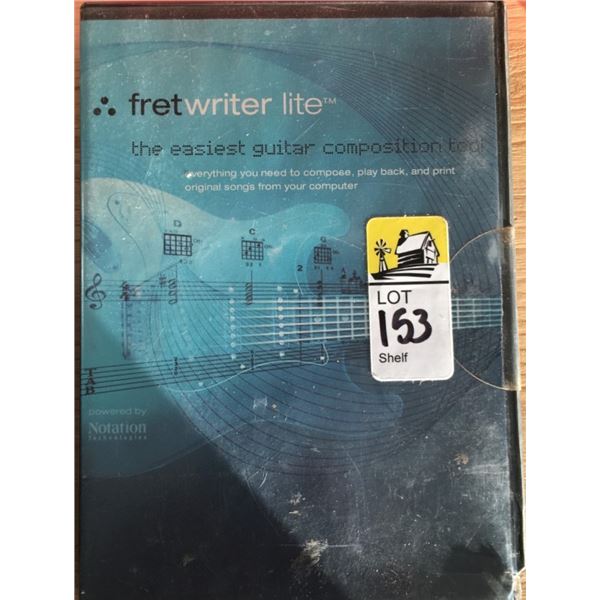 fretwriter lite™
the easiest guitar composition tool
everything you need to compose, play back, and print
original songs from your computer
D
C
G
2
LOT
153
Shelf
TAB
powered by
Notation
Technologies